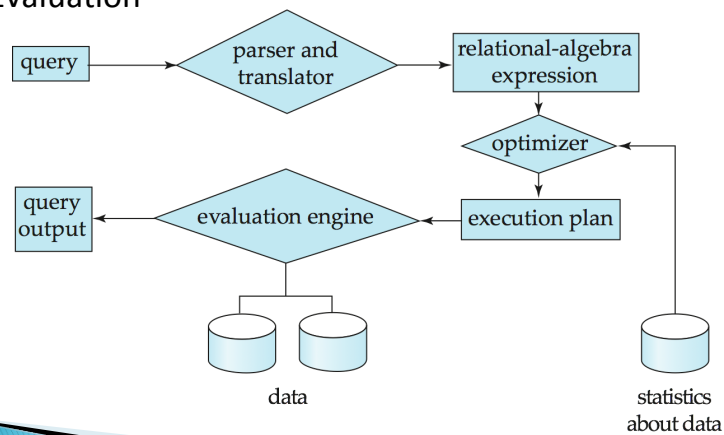 Evaluation
query
parser and
translator
relational-algebra
expression
optimizer
query
output
evaluation engine
execution plan
data
statistics
about data